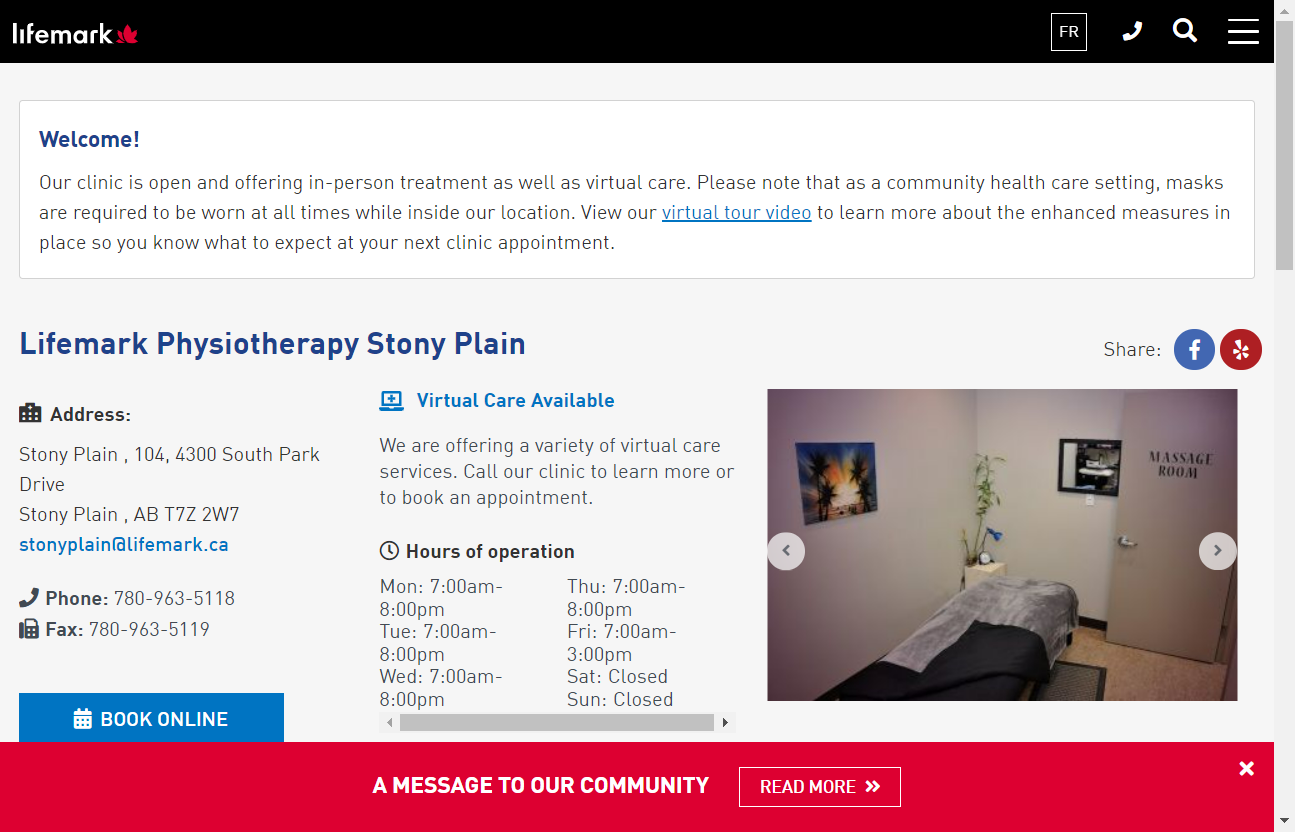 lifemark
FR
Welcome!
Our clinic is open and offering in-person treatment as well as virtual care. Please note that as a community health care setting, masks
are required to be worn at all times while inside our location. View our virtual tour video to learn more about the enhanced measures in
place so you know what to expect at your next clinic appointment.
Lifemark Physiotherapy Stony Plain
Share:
Address:
Stony Plain , 104, 4300 South Park
Drive
Stony Plain , AB T7Z 2W7
stonyplain@lifemark.ca
Phone: 780-963-5118
Fax: 780-963-5119
BOOK ONLINE
Virtual Care Available
We are offering a variety of virtual care
services. Call our clinic to learn more or
to book an appointment.
Hours of operation
Mon: 7:00am-
8:00pm
Tue: 7:00am-
8:00pm
Wed: 7:00am-
8:00pm
Thu: 7:00am-
8:00pm
Fri: 7:00am-
3:00pm
Sat: Closed
Sun: Closed
MASSAGE
ROOM
A MESSAGE TO OUR COMMUNITY
READ MORE